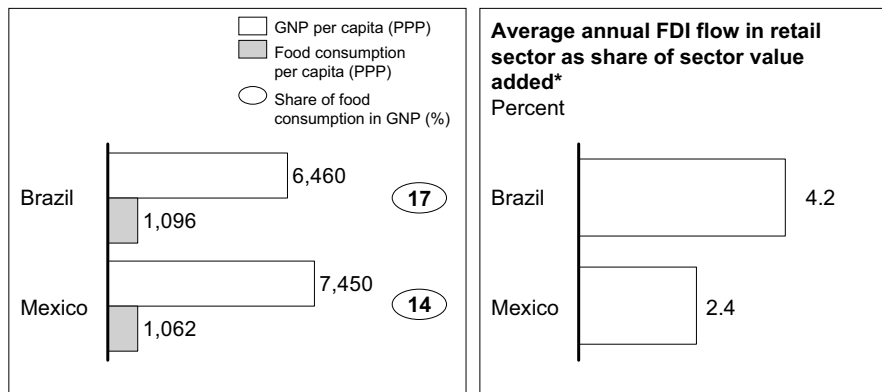 GNP per capita (PPP)
Food consumption
per capita (PPP)
Share of food
consumption in GNP (%)
Brazil
6,460
1,096
17
Mexico
7,450
1,062
14
Average annual FDI flow in retail
sector as share of sector value
added*
Percent
Brazil
4.2
Mexico
2.4